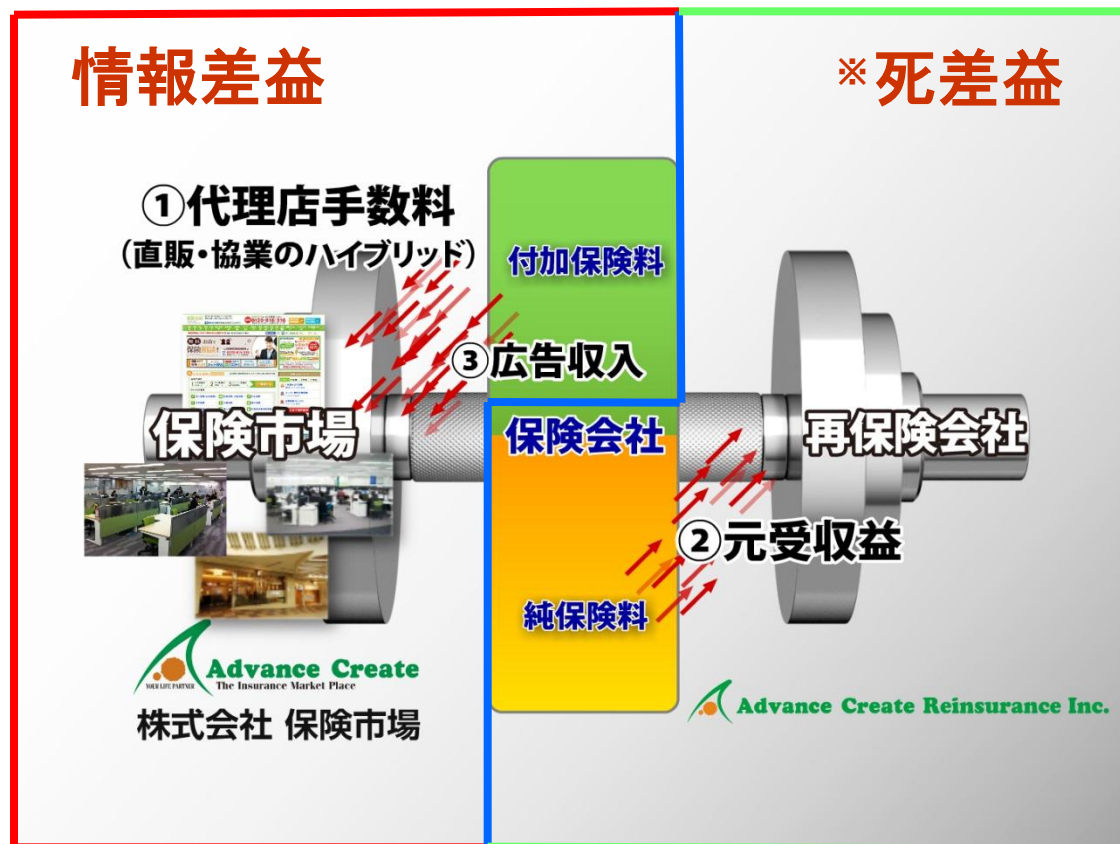 情報差益
※死差益
①代理店手数料
(直販・協業のハイブリッド)
付加保険料
③広告収入
保険市場
保険会社
再保険会社
②元受収益
純保険料
YOUR LIFE PARTNER
Advance Create
The Insurance Market Place
株式会社 保険市場
Advance Create Reinsurance Inc.